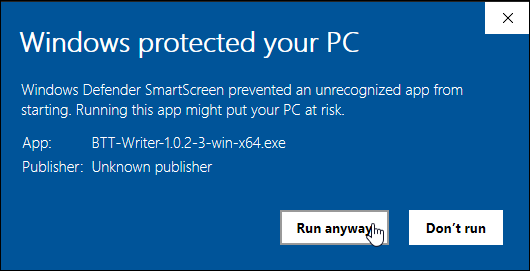 Windows protected your PC
Windows Defender SmartScreen prevented an unrecognized app from
starting. Running this app might put your PC at risk.
App: BTT-Writer-1.0.2-3-win-x64.exe
Publisher: Unknown publisher
Run anyway Don't run